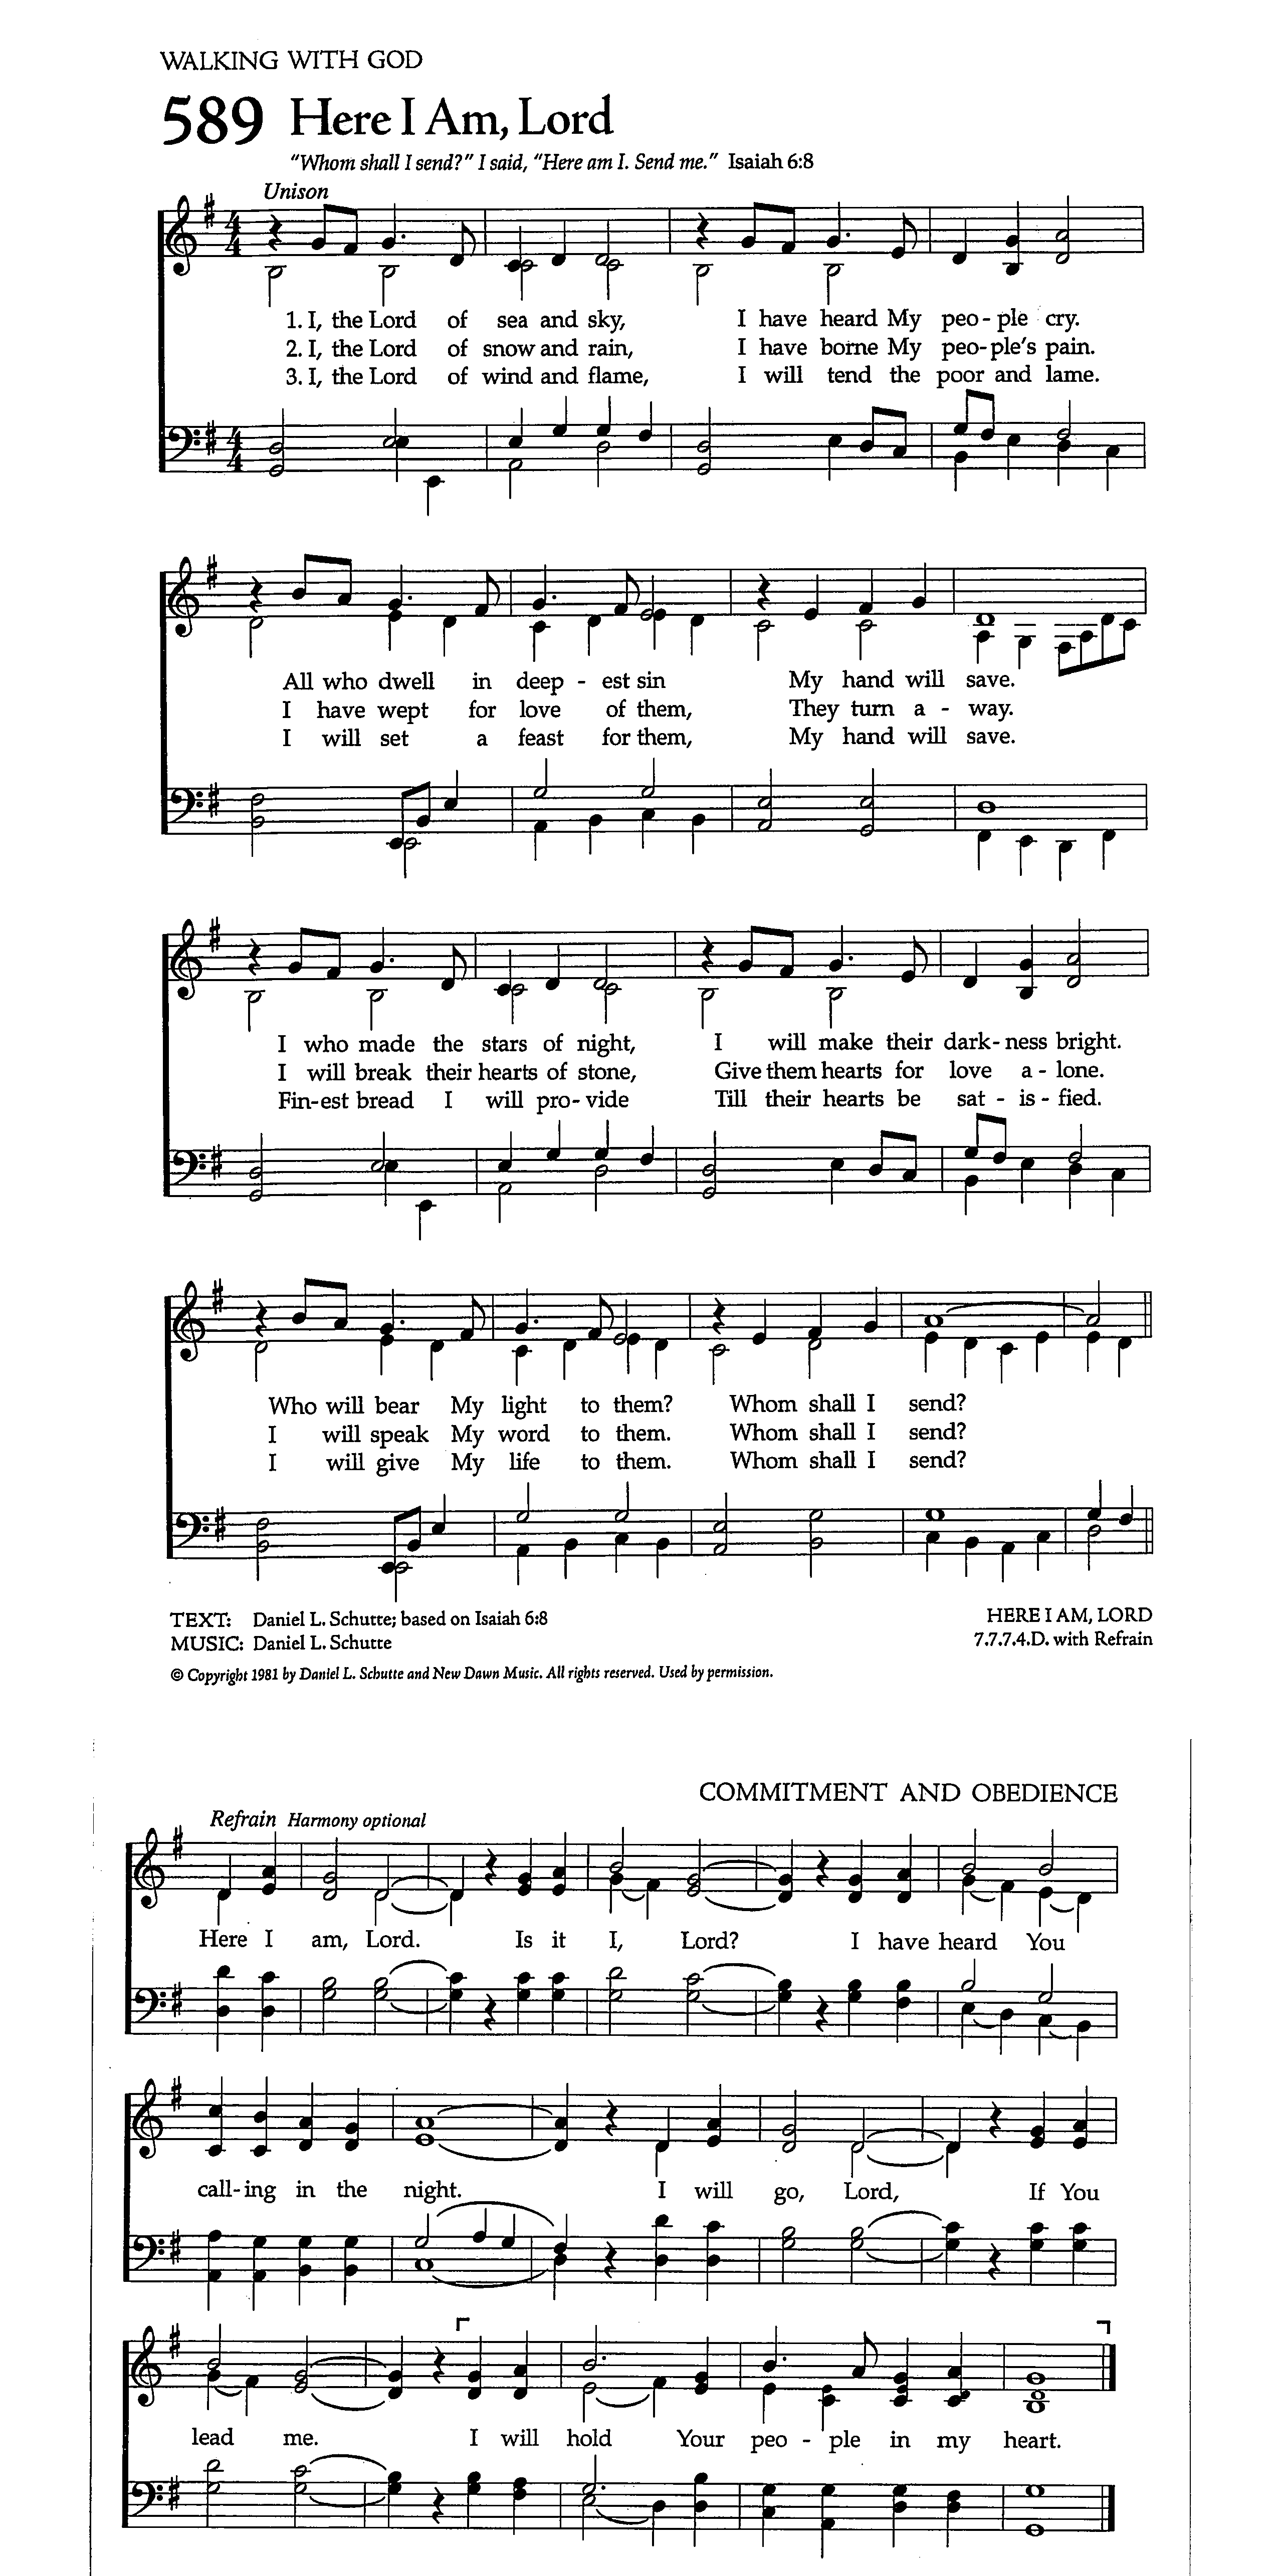 WALKING WITH GOD
589 Here I Am, Lord
"Whom shall I send?" I said, "Here am I. Send me." Isaiah 6:8
Unison
1. I, the Lord of sea and sky, I have heard My peo - ple cry.
2. I, the Lord of snow and rain, I have borne My peo - ple's pain.
3. I, the Lord of wind and flame, I will tend the poor and lame.
All who dwell in deep - est sin My hand will save.
I have wept for love of them, They turn a - way.
I will set a feast for them, My hand will save.
I who made the stars of night, I will make their dark - ness bright.
I will break their hearts of stone, Give them hearts for love a - lone.
Fin - est bread I will pro - vide Till their hearts be sat - is - fied.
Who will bear My light to them? Whom shall I send?
I will speak My word to them. Whom shall I send?
I will give My life to them. Whom shall I send?
TEXT: Daniel L. Schutte; based on Isaiah 6:8 HERE I AM, LORD
MUSIC: Daniel L. Schutte 7.7.7.4.D. with Refrain
© Copyright 1981 by Daniel L. Schutte and New Dawn Music. All rights reserved. Used by permission.
COMMITMENT AND OBEDIENCE
Refrain Harmony optional
Here I am, Lord. Is it I, Lord? I have heard You
call - ing in the night. I will go, Lord, If You
lead me. I will hold Your peo - ple in my heart.